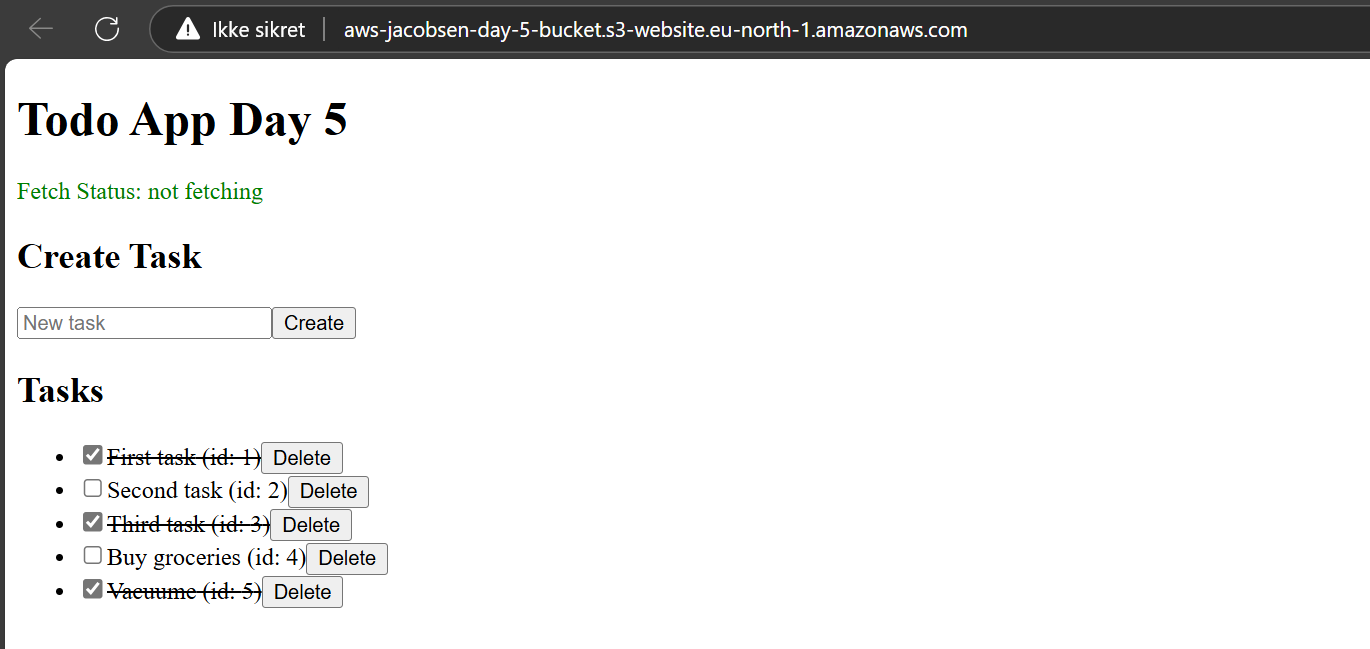 Ikke sikret aws-jacobsen-day-5-bucket.s3-website.eu-north-1.amazonaws.com
Todo App Day 5
Fetch Status: not fetching
Create Task
New task Create
Tasks
First task (id: 1) Delete
Second task (id: 2) Delete
Third task (id: 3) Delete
Buy groceries (id: 4) Delete
Vacuume (id: 5) Delete